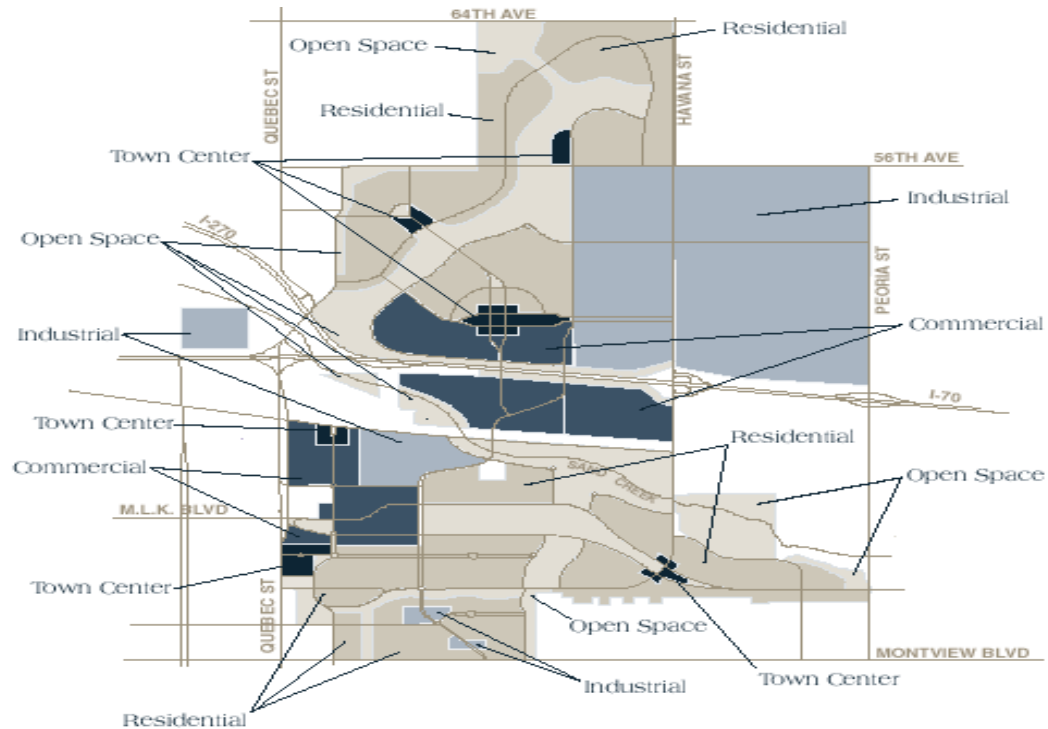 64TH AVE
Residential
Open Space
QUEBEC ST
HAVANA ST
Residential
Town Center
56TH AVE
Industrial
I-270
Open Space
PEORIA ST
Industrial
Commercial
I-70
Town Center
Residential
Commercial
SAND CREEK
Open Space
M.L.K. BLVD
Town Center
QUEBEC ST
Open Space
MONTVIEW BLVD
Town Center
Industrial
Residential